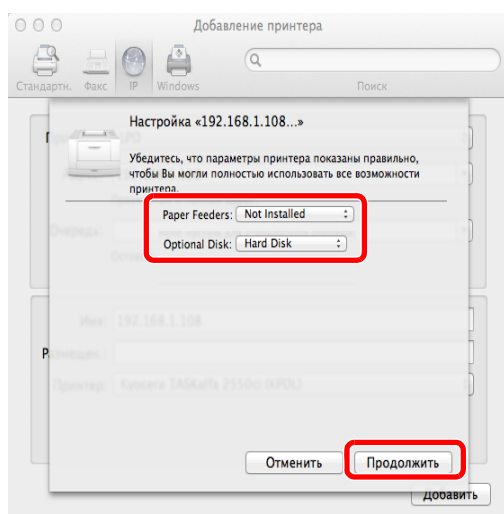 Добавление принтера
Стандартн. Факс IP Windows Поиск
Настройка «192.168.1.108...»
Убедитесь, что параметры принтера показаны правильно,
чтобы Вы могли полностью использовать все возможности
принтера.
Paper Feeders: Not Installed
Очередь:
Optional Disk: Hard Disk
Имя: 192.168.1.108
Размещен.:
Принтер: Kyocera TASKalfa 2550ci (KPDL)
Отменить Продолжить
Добавить